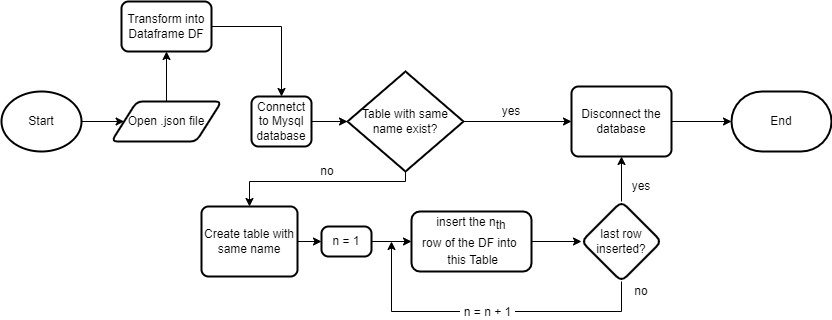 Transform into
Dataframe DF
Start
Open .json file
Connetct
to Mysql
database
Table with same
name exist?
yes
Disconnect the
database
End
no
Create table with
same name
n = 1
insert the nth
row of the DF into
this Table
last row
inserted?
yes
no
n = n + 1